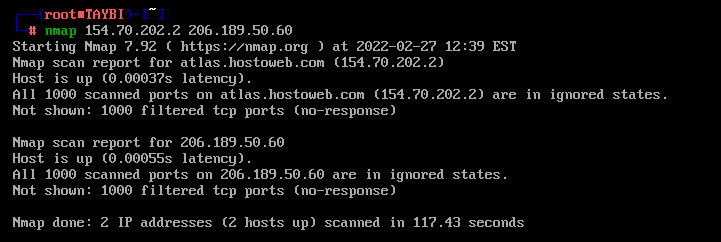 ┌──(root💀TAYBI)-[~]
└─# nmap 154.70.202.2 206.189.50.60
Starting Nmap 7.92 ( https://nmap.org ) at 2022-02-27 12:39 EST
Nmap scan report for atlas.hostoweb.com (154.70.202.2)
Host is up (0.00037s latency).
All 1000 scanned ports on atlas.hostoweb.com (154.70.202.2) are in ignored states.
Not shown: 1000 filtered tcp ports (no-response)

Nmap scan report for 206.189.50.60
Host is up (0.00055s latency).
All 1000 scanned ports on 206.189.50.60 are in ignored states.
Not shown: 1000 filtered tcp ports (no-response)

Nmap done: 2 IP addresses (2 hosts up) scanned in 117.43 seconds